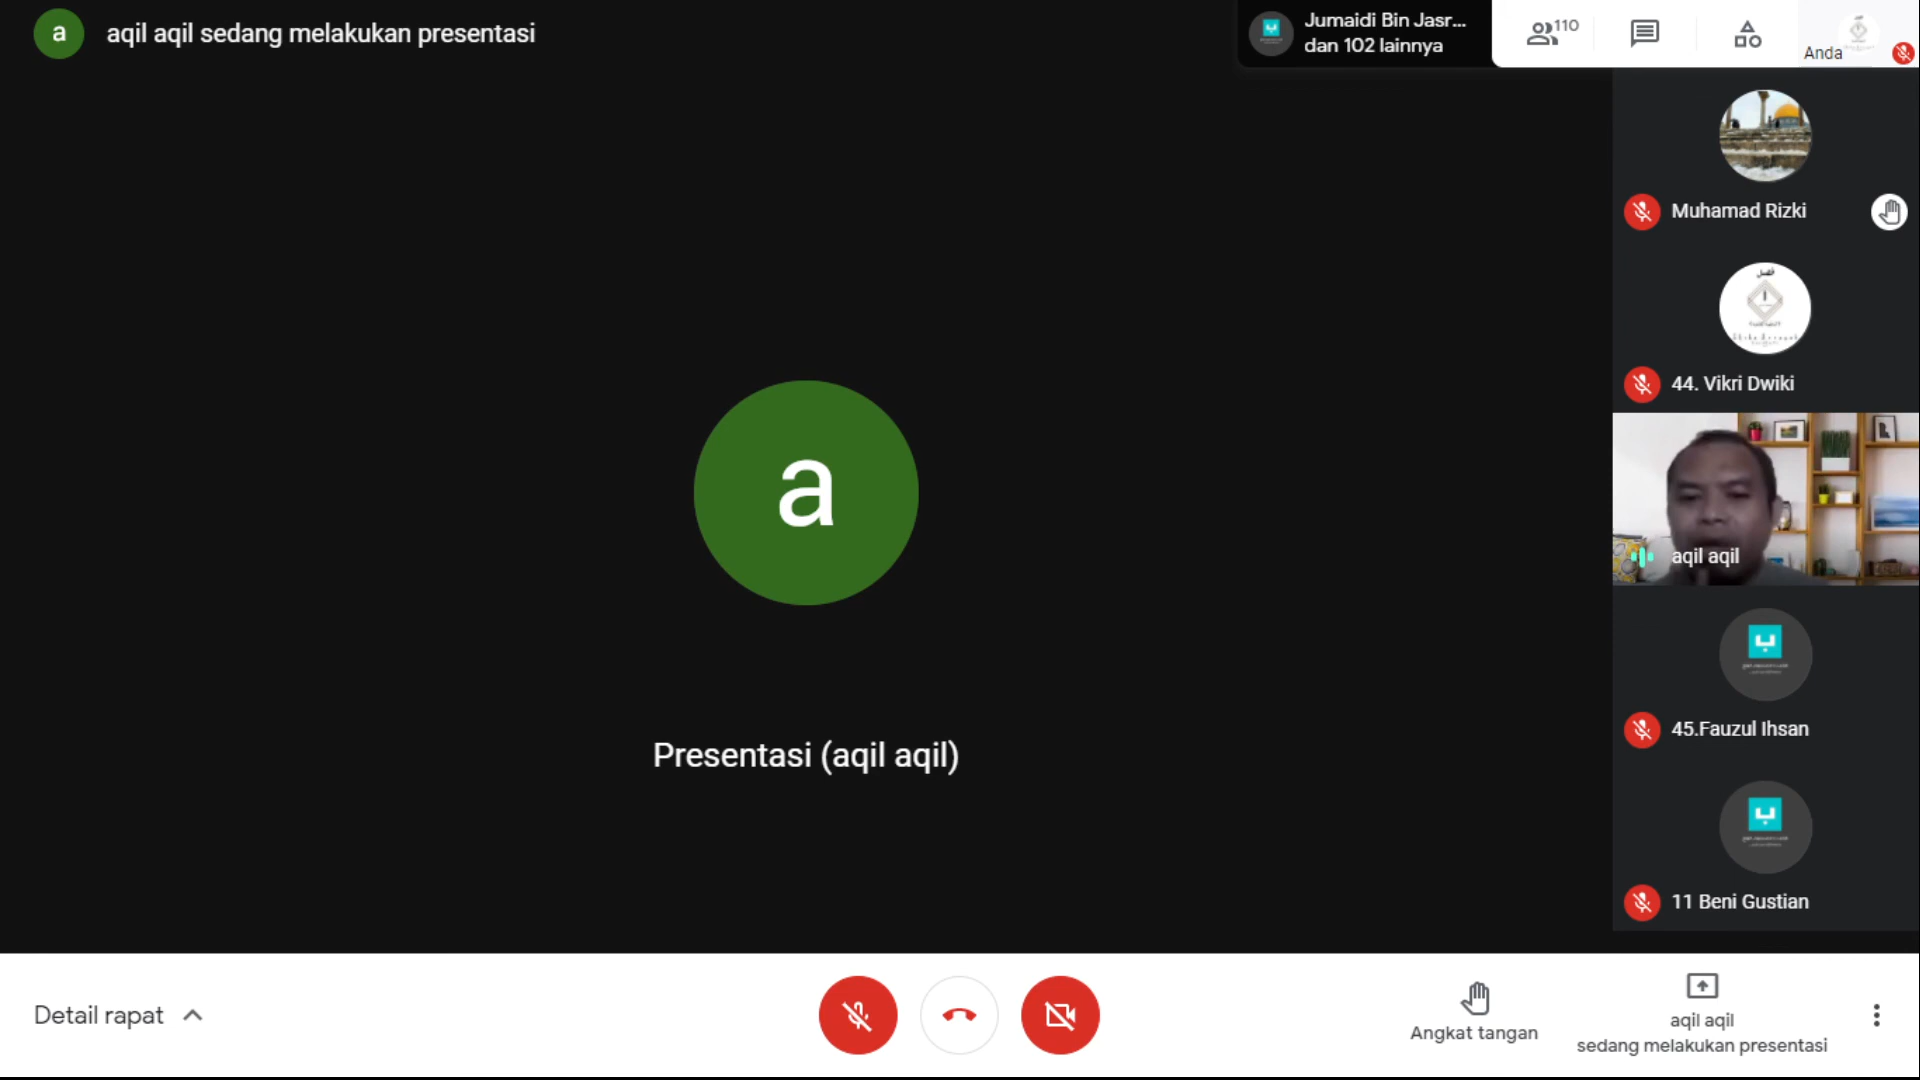 a
aqil aqil sedang melakukan presentasi
Jumaidi Bin Jasr...
dan 102 lainnya
110
Anda
Muhamad Rizki
فصل
44. Vikri Dwiki
aqil aqil
45.Fauzul Ihsan
11 Beni Gustian
a
Presentasi (aqil aqil)
Detail rapat
Angkat tangan
aqil aqil
sedang melakukan presentasi